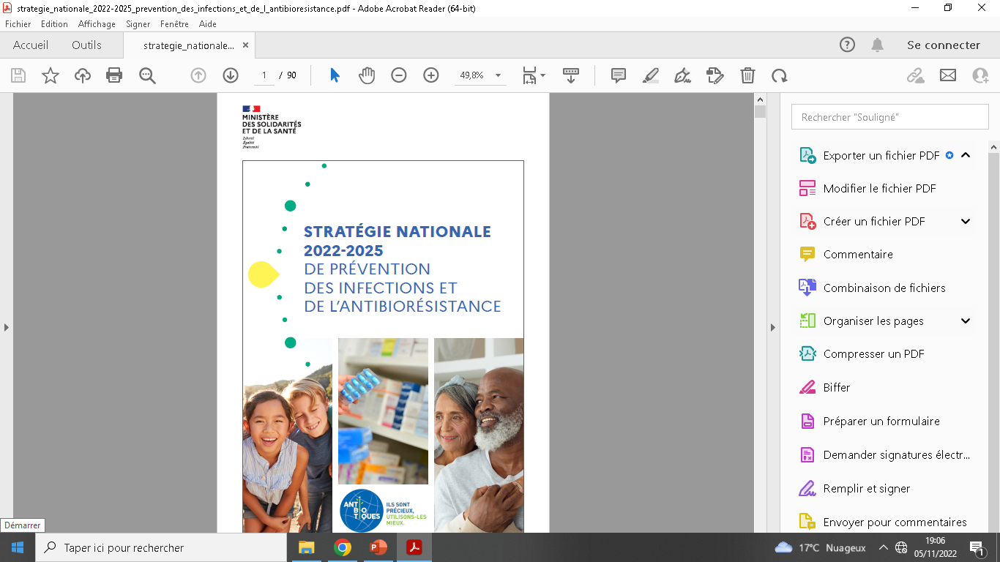 strategie_nationale_2022-2025_prevention_des_infections_et_de_l_antibioresistance.pdf - Adobe Acrobat Reader (64-bit)
Fichier Edition Affichage Signer Fenêtre Aide
Accueil Outils strategie_nationale... × Se connecter
1 / 90 49,8%
MINISTÈRE
DES SOLIDARITÉS
ET DE LA SANTÉ
Liberté
Égalité
Fraternité
STRATÉGIE NATIONALE
2022-2025
DE PRÉVENTION
DES INFECTIONS ET
DE L'ANTIBIORÉSISTANCE
ANTIBIOTIQUES
ILS SONT
PRÉCIEUX,
UTILISONS-LES
MIEUX.
Rechercher "Souligné"
Exporter un fichier PDF
Modifier le fichier PDF
Créer un fichier PDF
Commentaire
Combinaison de fichiers
Organiser les pages
Compresser un PDF
Biffer
Préparer un formulaire
Demander signatures électr...
Remplir et signer
Envoyer pour commentaires
Démarrer
Taper ici pour rechercher
17°C Nuageux
19:06
05/11/2022
1